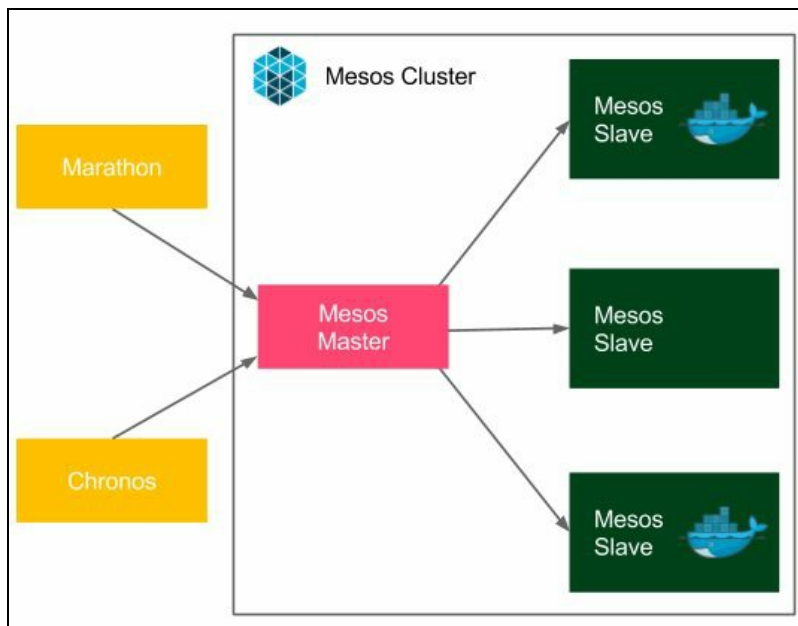 Mesos Cluster
Marathon
Chronos
Mesos
Master
Mesos
Slave
Mesos
Slave
Mesos
Slave